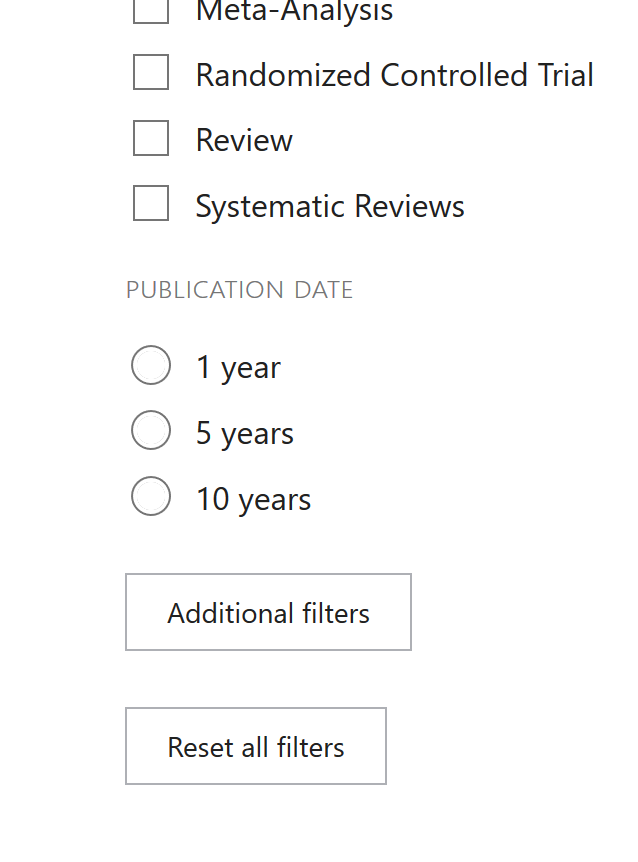 Meta-Analysis
Randomized Controlled Trial
Review
Systematic Reviews
PUBLICATION DATE
1 year
5 years
10 years
Additional filters
Reset all filters